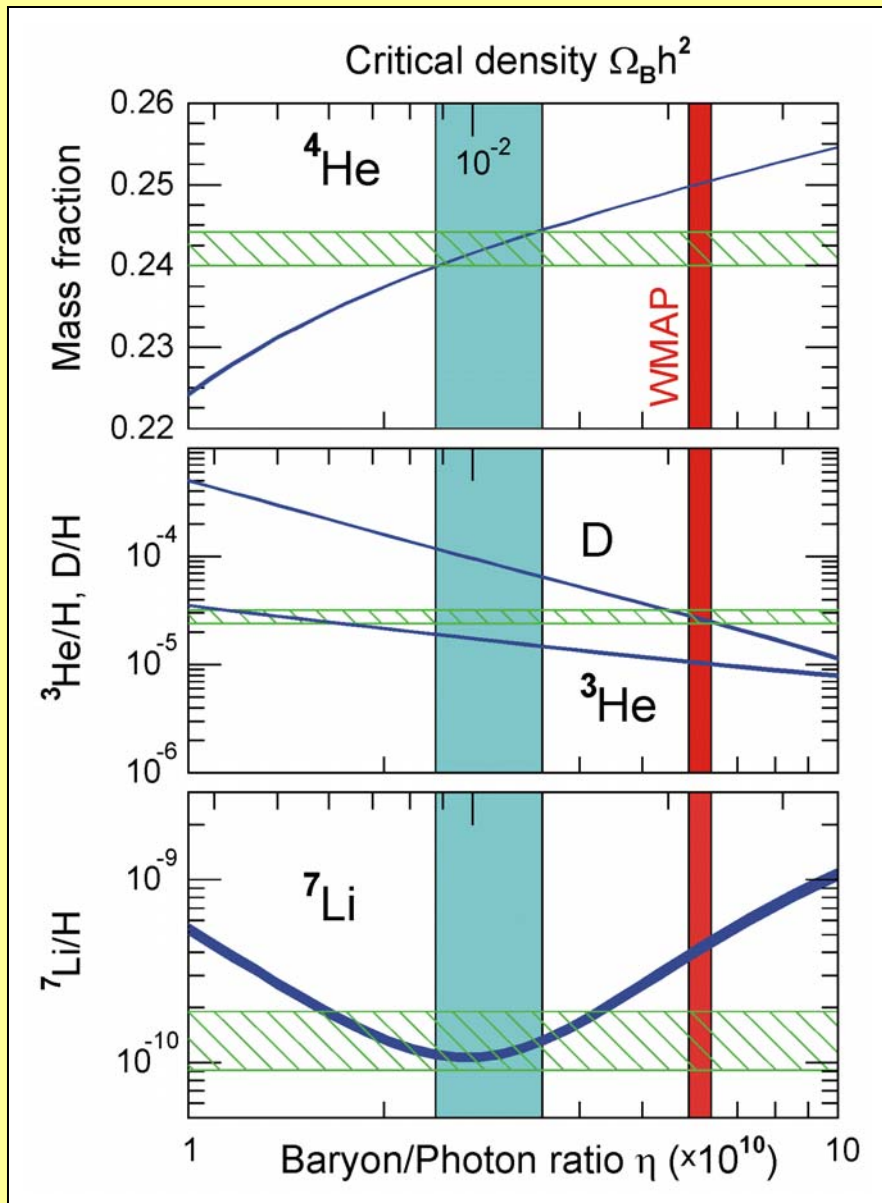 Critical density Ω_B h²
0.26
0.25
0.24
0.23
0.22
Mass fraction
⁴He
10⁻²
WMAP
10⁻⁴
10⁻⁵
10⁻⁶
³He/H, D/H
D
³He
10⁻⁹
10⁻¹⁰
⁷Li/H
⁷Li
1
10
Baryon/Photon ratio η (×10¹⁰)